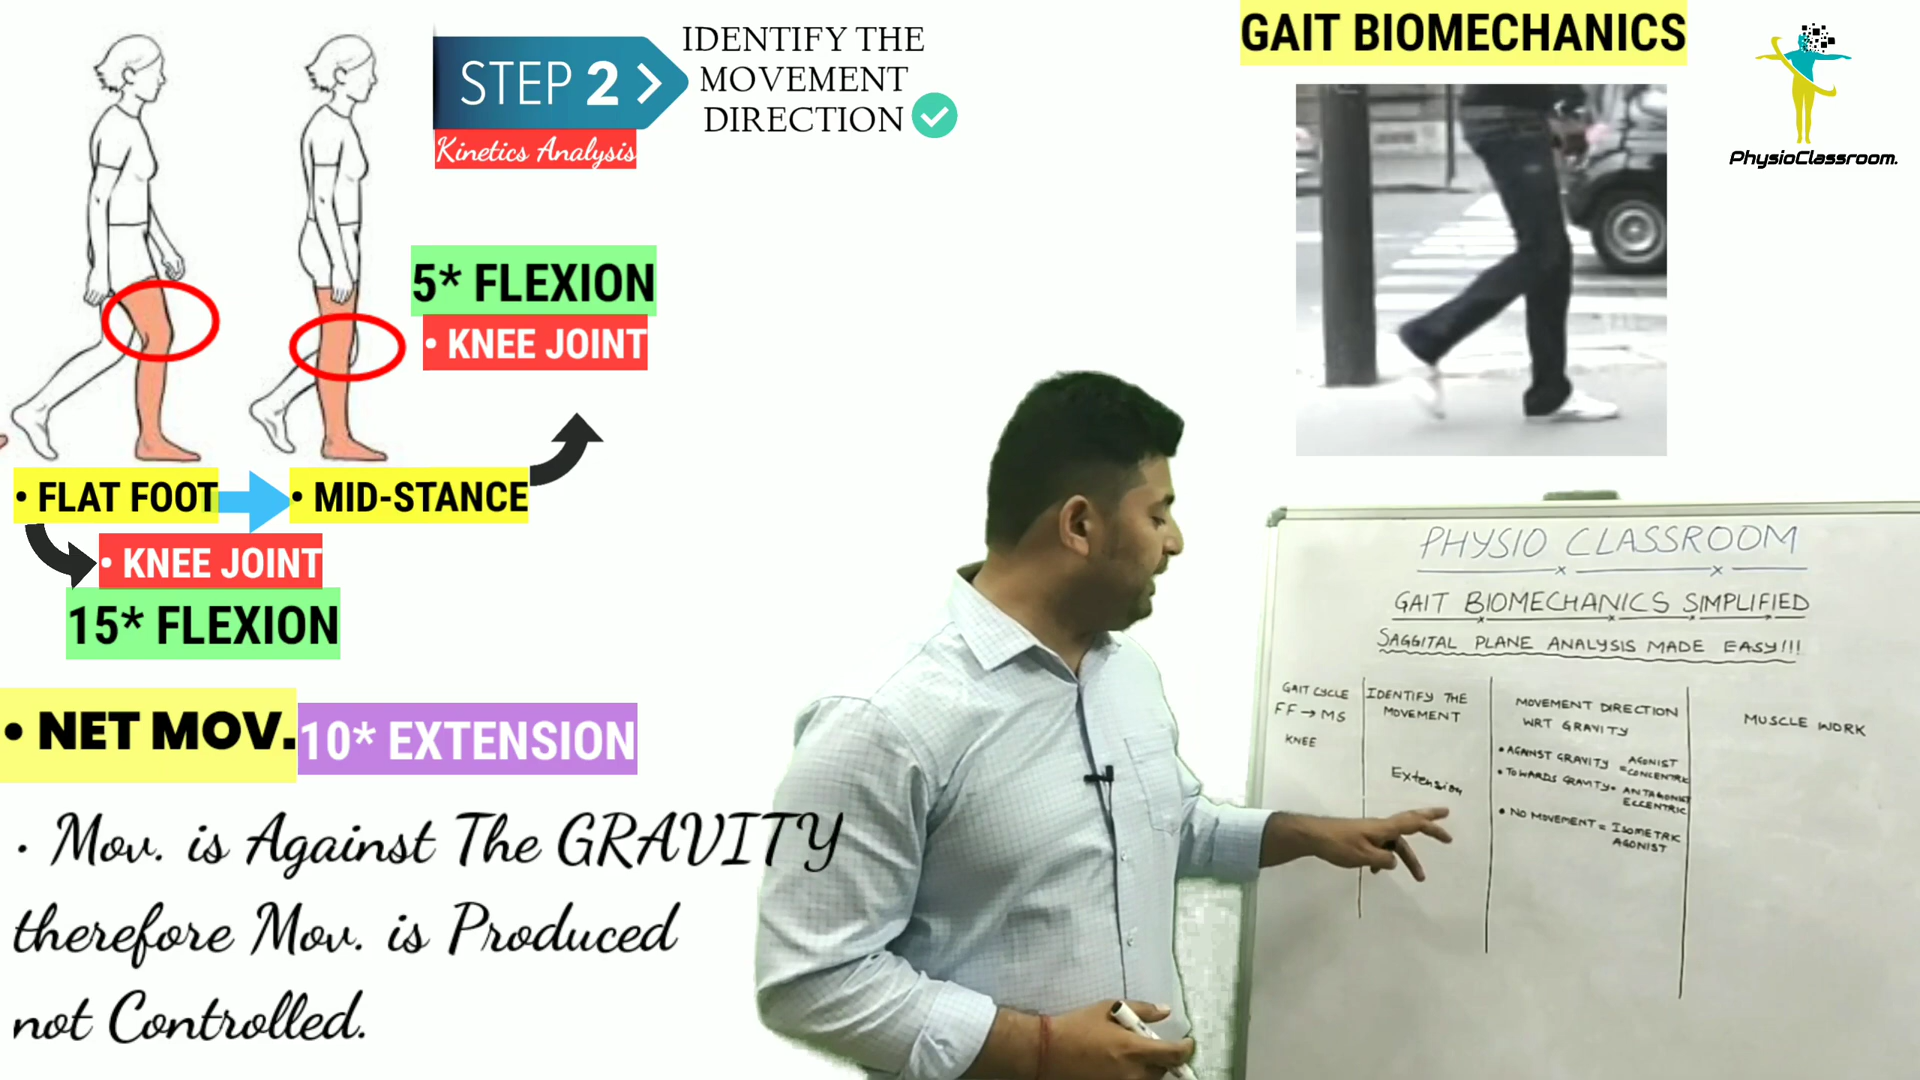 STEP 2 >
IDENTIFY THE
MOVEMENT
DIRECTION
Kinetics Analysis
GAIT BIOMECHANICS
PhysioClassroom.
5* FLEXION
• KNEE JOINT
• FLAT FOOT
• MID-STANCE
• KNEE JOINT
15* FLEXION
• NET MOV.
10* EXTENSION
• Mov. is Against The GRAVITY
therefore Mov. is Produced
not Controlled.
PHYSIO CLASSROOM
GAIT BIOMECHANICS SIMPLIFIED
SAGGITAL PLANE ANALYSIS MADE EASY!!!
GAIT CYCLE
FF → MS
KNEE
IDENTIFY THE
MOVEMENT
Extension
MOVEMENT DIRECTION
WRT GRAVITY
• AGAINST GRAVITY = AGONIST
CONCENTRIC
• TOWARDS GRAVITY = ANTAGONIST
ECCENTRIC
• NO MOVEMENT = ISOMETRIC
AGONIST
MUSCLE WORK